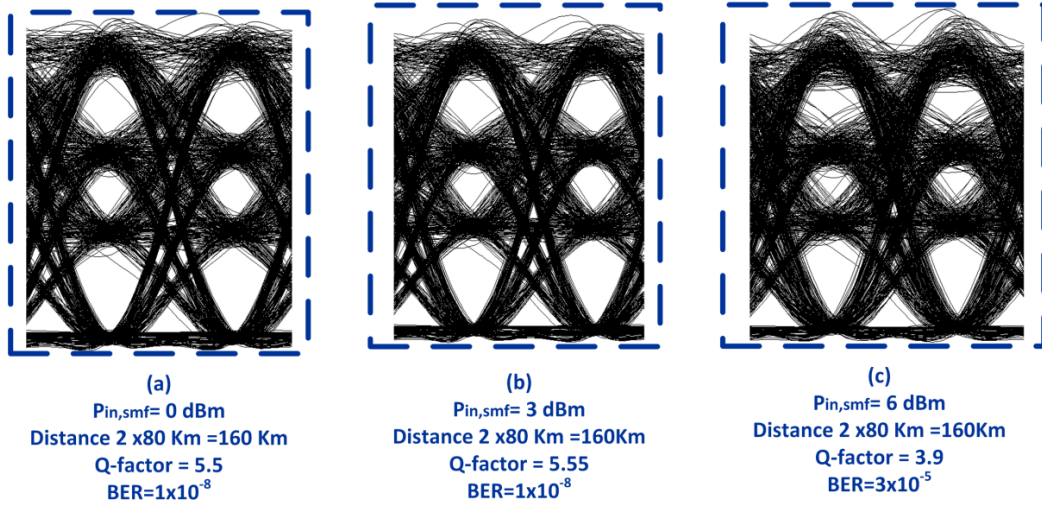 (a)
Pin,smf= 0 dBm
Distance 2 x80 Km =160 Km
Q-factor = 5.5
BER=1x10⁻⁸
(b)
Pin,smf= 3 dBm
Distance 2 x80 Km =160Km
Q-factor = 5.55
BER=1x10⁻⁸
(c)
Pin,smf= 6 dBm
Distance 2 x80 Km =160Km
Q-factor = 3.9
BER=3x10⁻⁵